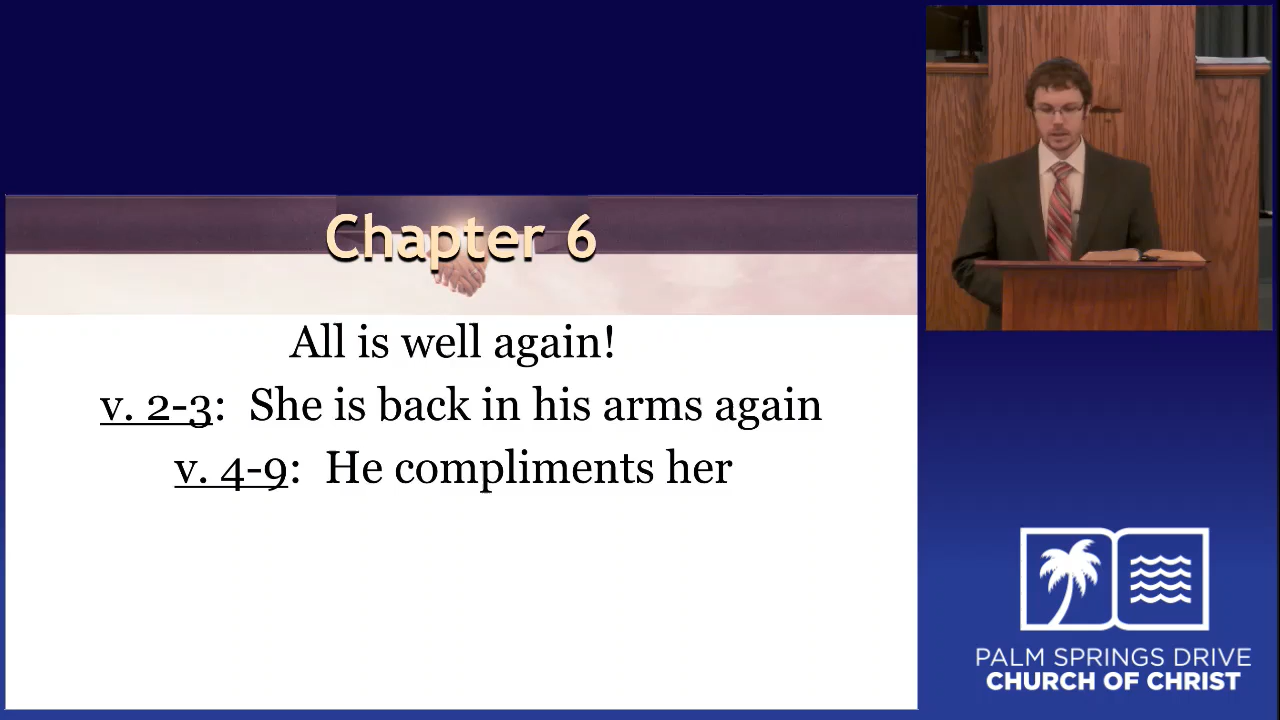 Chapter 6
All is well again!
v. 2-3:  She is back in his arms again
v. 4-9:  He compliments her
PALM SPRINGS DRIVE
CHURCH OF CHRIST